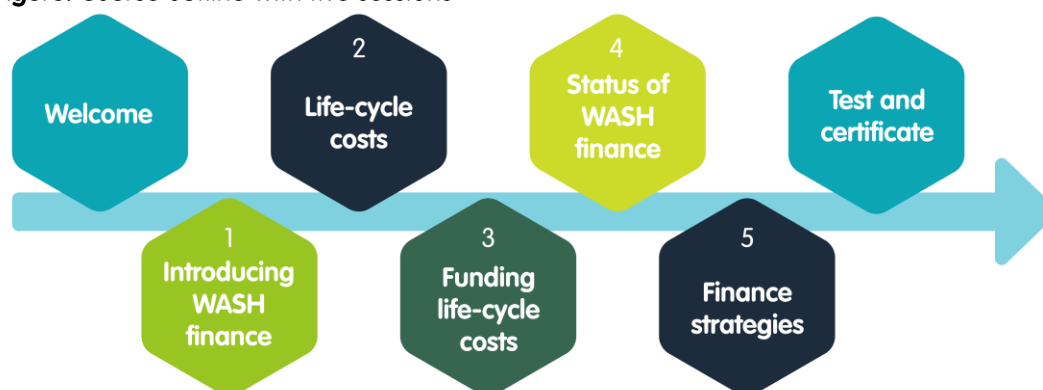 Welcome
1
Introducing
WASH
finance
2
Life-cycle
costs
3
Funding
life-cycle
costs
4
Status of
WASH
finance
5
Finance
strategies
Test and
certificate